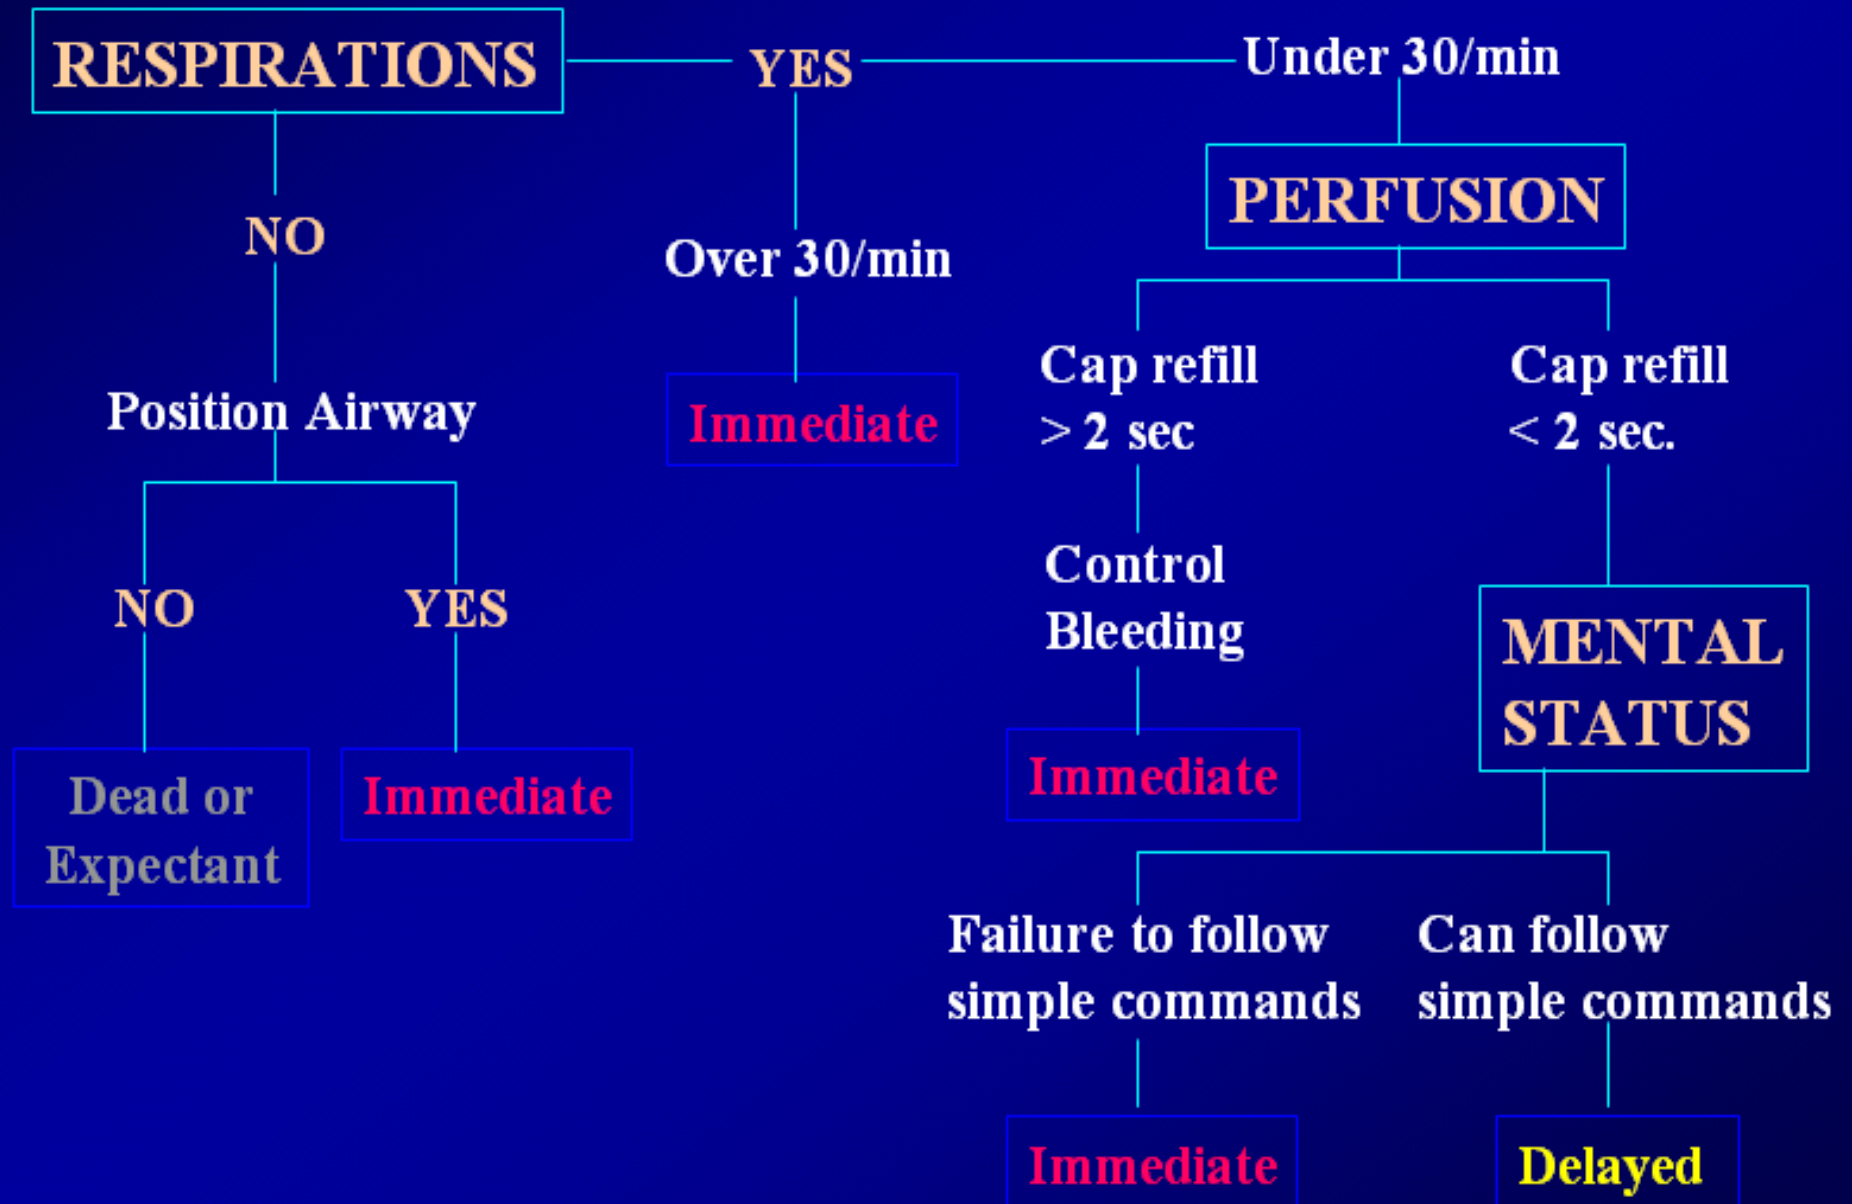 RESPIRATIONS
YES
Under 30/min
PERFUSION
NO
Over 30/min
Immediate
Position Airway
NO
YES
Dead or
Expectant
Immediate
Cap refill
> 2 sec
Cap refill
< 2 sec.
Control
Bleeding
Immediate
MENTAL
STATUS
Failure to follow
simple commands
Can follow
simple commands
Immediate
Delayed